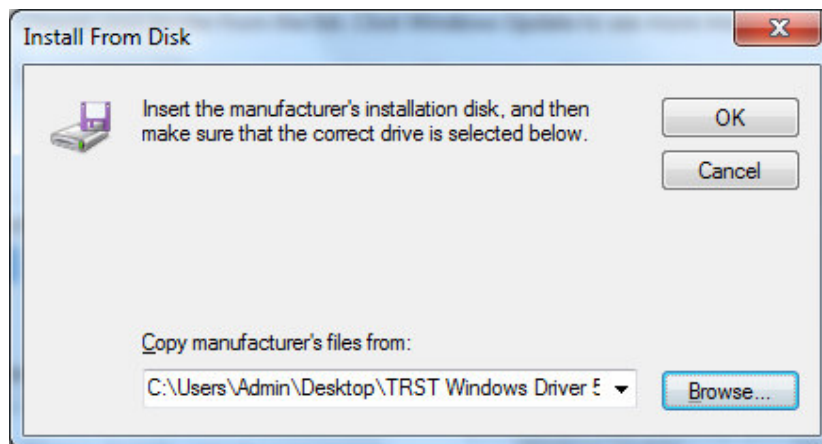 Install From Disk
Insert the manufacturer's installation disk, and then
make sure that the correct drive is selected below.
OK
Cancel
Copy manufacturer's files from:
C:\Users\Admin\Desktop\TRST Windows Driver
Browse...